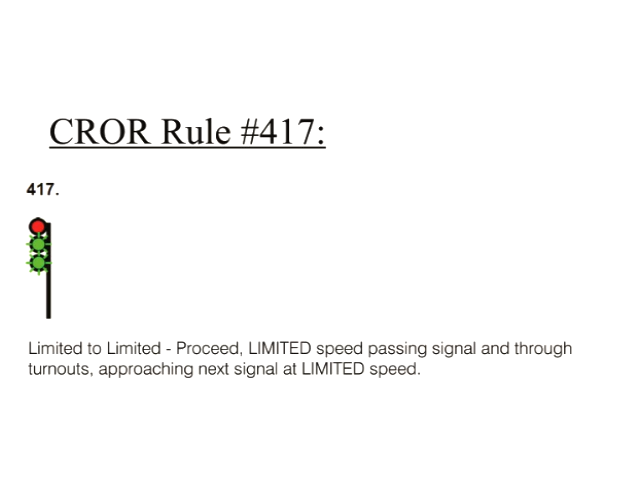 CROR Rule #417:
417.
Limited to Limited - Proceed, LIMITED speed passing signal and through
turnouts, approaching next signal at LIMITED speed.